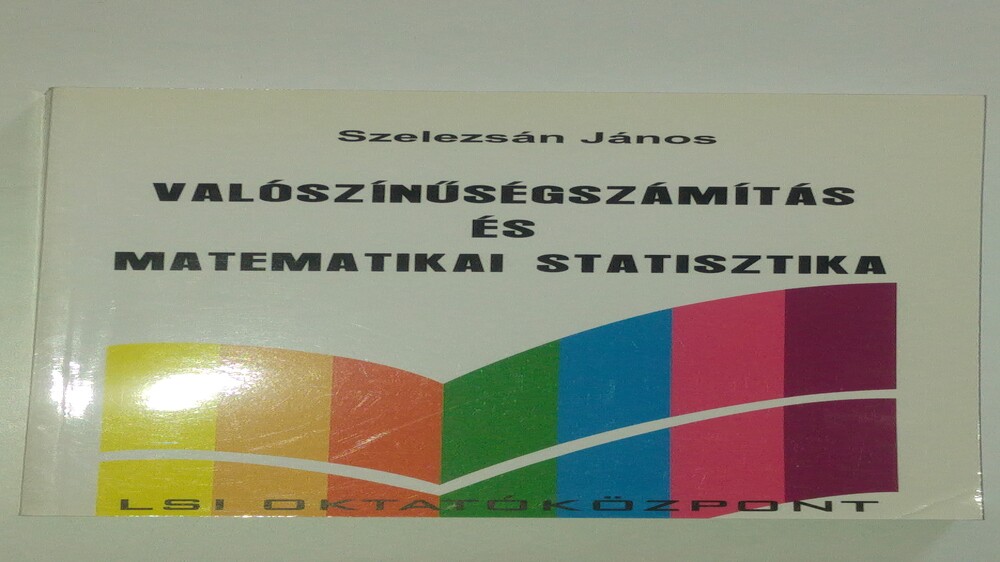 Szelezsán János
VALÓSZÍNŰSÉGSZÁMÍTÁS
ÉS
MATEMATIKAI STATISZTIKA
LSI OKTATÓKÖZPONT